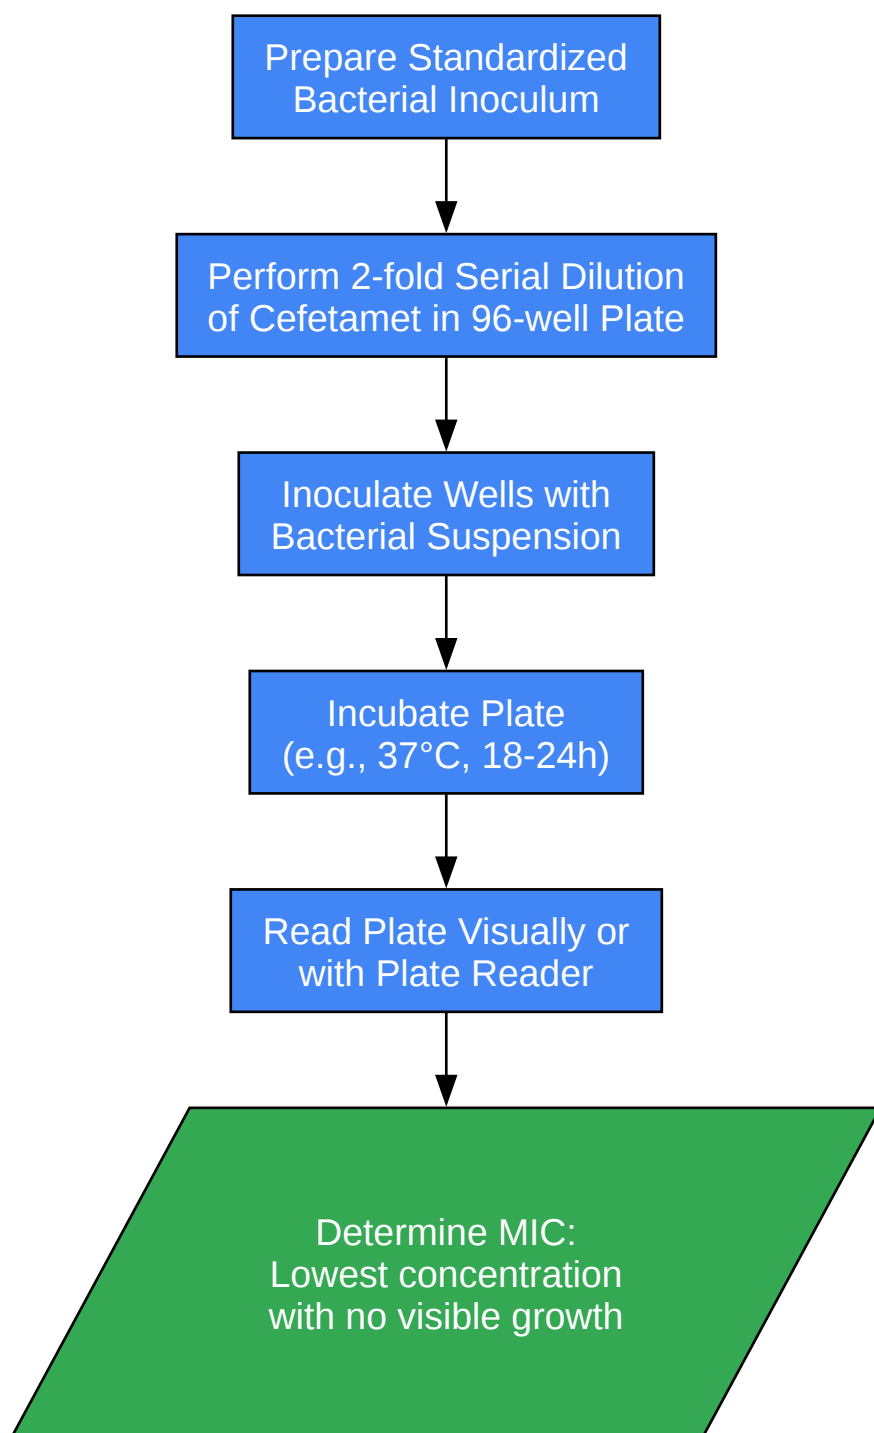 Prepare Standardized
Bacterial Inoculum
Perform 2-fold Serial Dilution
of Cefetamet in 96-well Plate
Inoculate Wells with
Bacterial Suspension
Incubate Plate
(e.g., 37°C, 18-24h)
Read Plate Visually or
with Plate Reader
Determine MIC:
Lowest concentration
with no visible growth